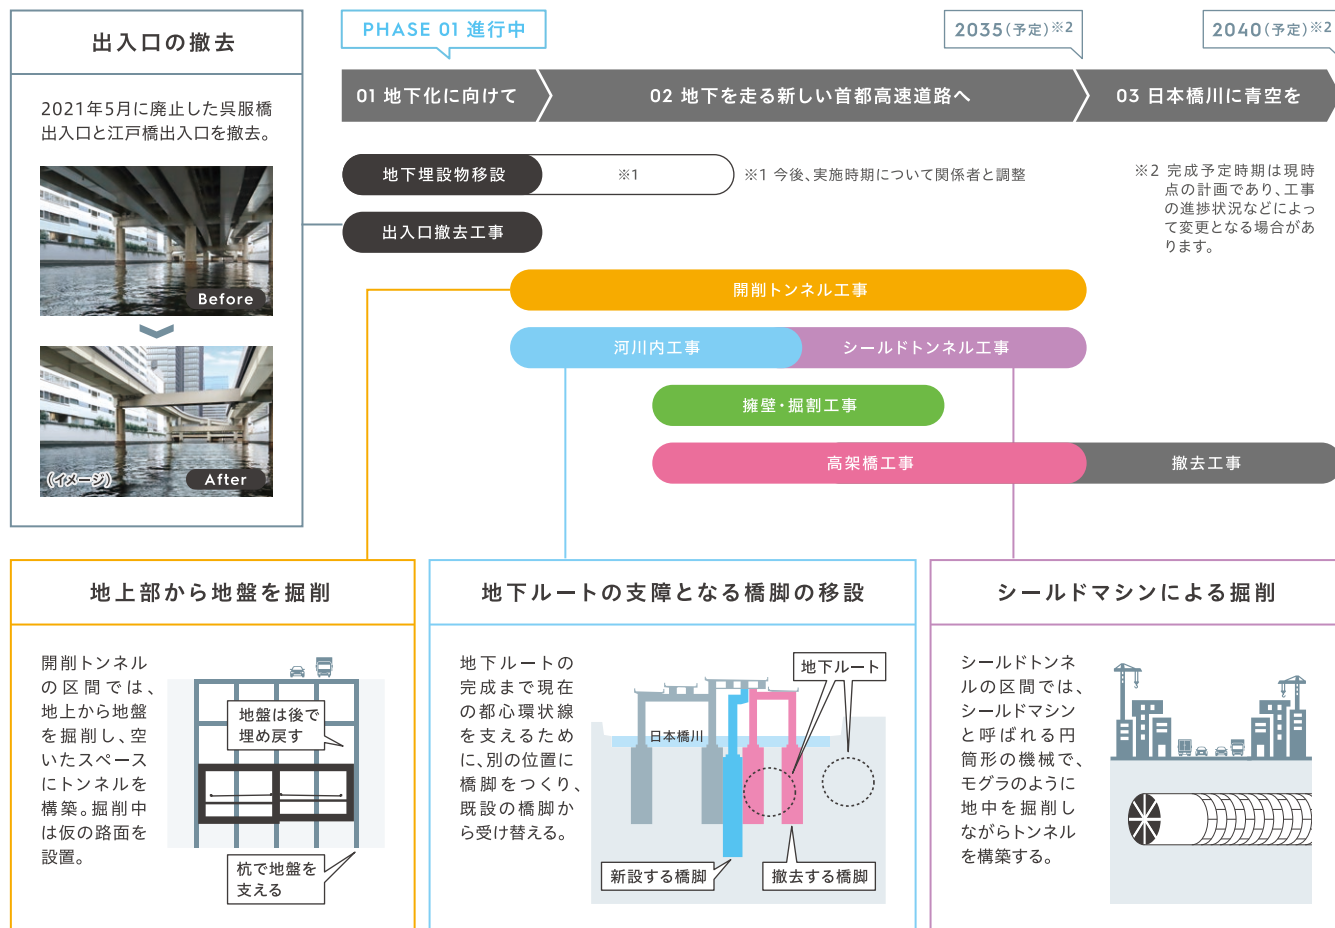 出入口の撤去
2021年5月に廃止した呉服橋
出入口と江戸橋出入口を撤去。
Before
(イメージ)
After
PHASE 01 進行中
2035(予定)※2
2040(予定)※2
01 地下化に向けて
02 地下を走る新しい首都高速道路へ
03 日本橋川に青空を
地下埋設物移設
※1
※1 今後、実施時期について関係者と調整
※2 完成予定時期は現時
点の計画であり、工事
の進捗状況などによっ
て変更となる場合があ
ります。
出入口撤去工事
開削トンネル工事
河川内工事
シールドトンネル工事
擁壁・掘割工事
高架橋工事
撤去工事
地上部から地盤を掘削
開削トンネル
の区間では、
地上から地盤
を掘削し、空
いたスペース
にトンネルを
構築。掘削中
は仮の路面を
設置。
地盤は後で
埋め戻す
杭で地盤を
支える
地下ルートの支障となる橋脚の移設
地下ルートの
完成まで現在
の都心環状線
を支えるため
に、別の位置に
橋脚をつくり、
既設の橋脚か
ら受け替える。
地下ルート
日本橋川
新設する橋脚
撤去する橋脚
シールドマシンによる掘削
シールドトンネ
ルの区間では、
シールドマシン
と呼ばれる円
筒形の機械で、
モグラのように
地中を掘削し
ながらトンネル
を構築する。